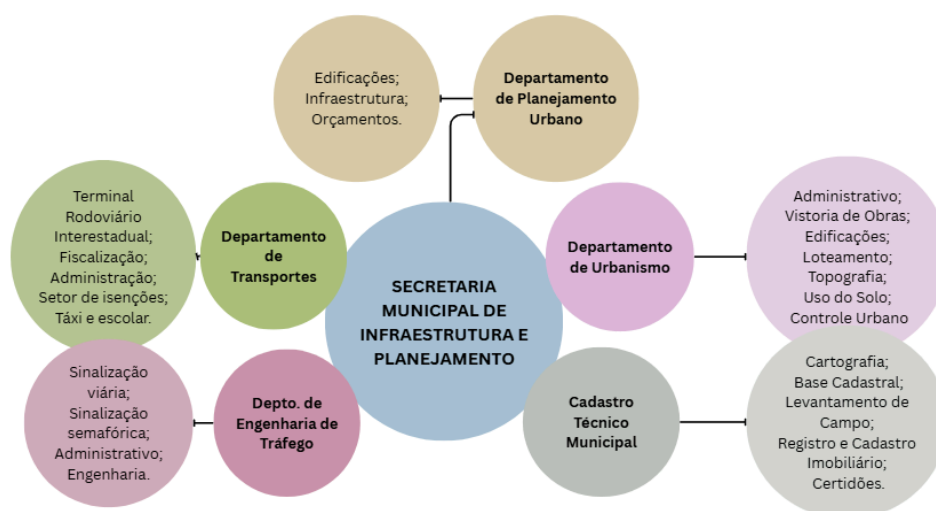 Edificações;
Infraestrutura;
Orçamentos.
Departamento
de Planejamento
Urbano
Terminal
Rodoviário
Interestadual;
Fiscalização;
Administração;
Setor de isenções;
Táxi e escolar.
Departamento
de
Transportes
SECRETARIA
MUNICIPAL DE
INFRAESTRUTURA E
PLANEJAMENTO
Departamento
de Urbanismo
Administrativo;
Vistoria de Obras;
Edificações;
Loteamento;
Topografia;
Uso do Solo;
Controle Urbano
Sinalização
viária;
Sinalização
semafórica;
Administrativo;
Engenharia.
Depto. de
Engenharia de
Tráfego
Cadastro
Técnico
Municipal
Cartografia;
Base Cadastral;
Levantamento de
Campo;
Registro e Cadastro
Imobiliário;
Certidões.